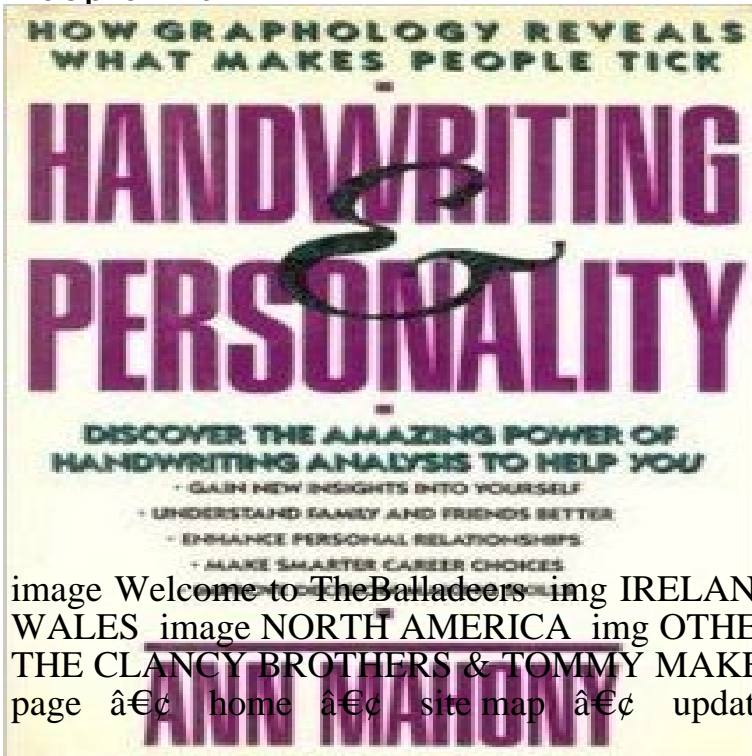 HOW GRAPHOLOGY REVEALS
WHAT MAKES PEOPLE TICK
HANDWRITING
&
PERSONALITY
DISCOVER THE AMAZING POWER OF
HANDWRITING ANALYSIS TO HELP YOU
• GAIN NEW INSIGHTS INTO YOURSELF
• UNDERSTAND FAMILY AND FRIENDS BETTER
• ENHANCE PERSONAL RELATIONSHIPS
• MAKE SMARTER CAREER CHOICES
image Welcome to TheBalladeers img IRELAN
WALES image NORTH AMERICA img OTHE
THE CLANCY BROTHERS & TOMMY MAKE
page • home • site map • updat
ANN MAHONY